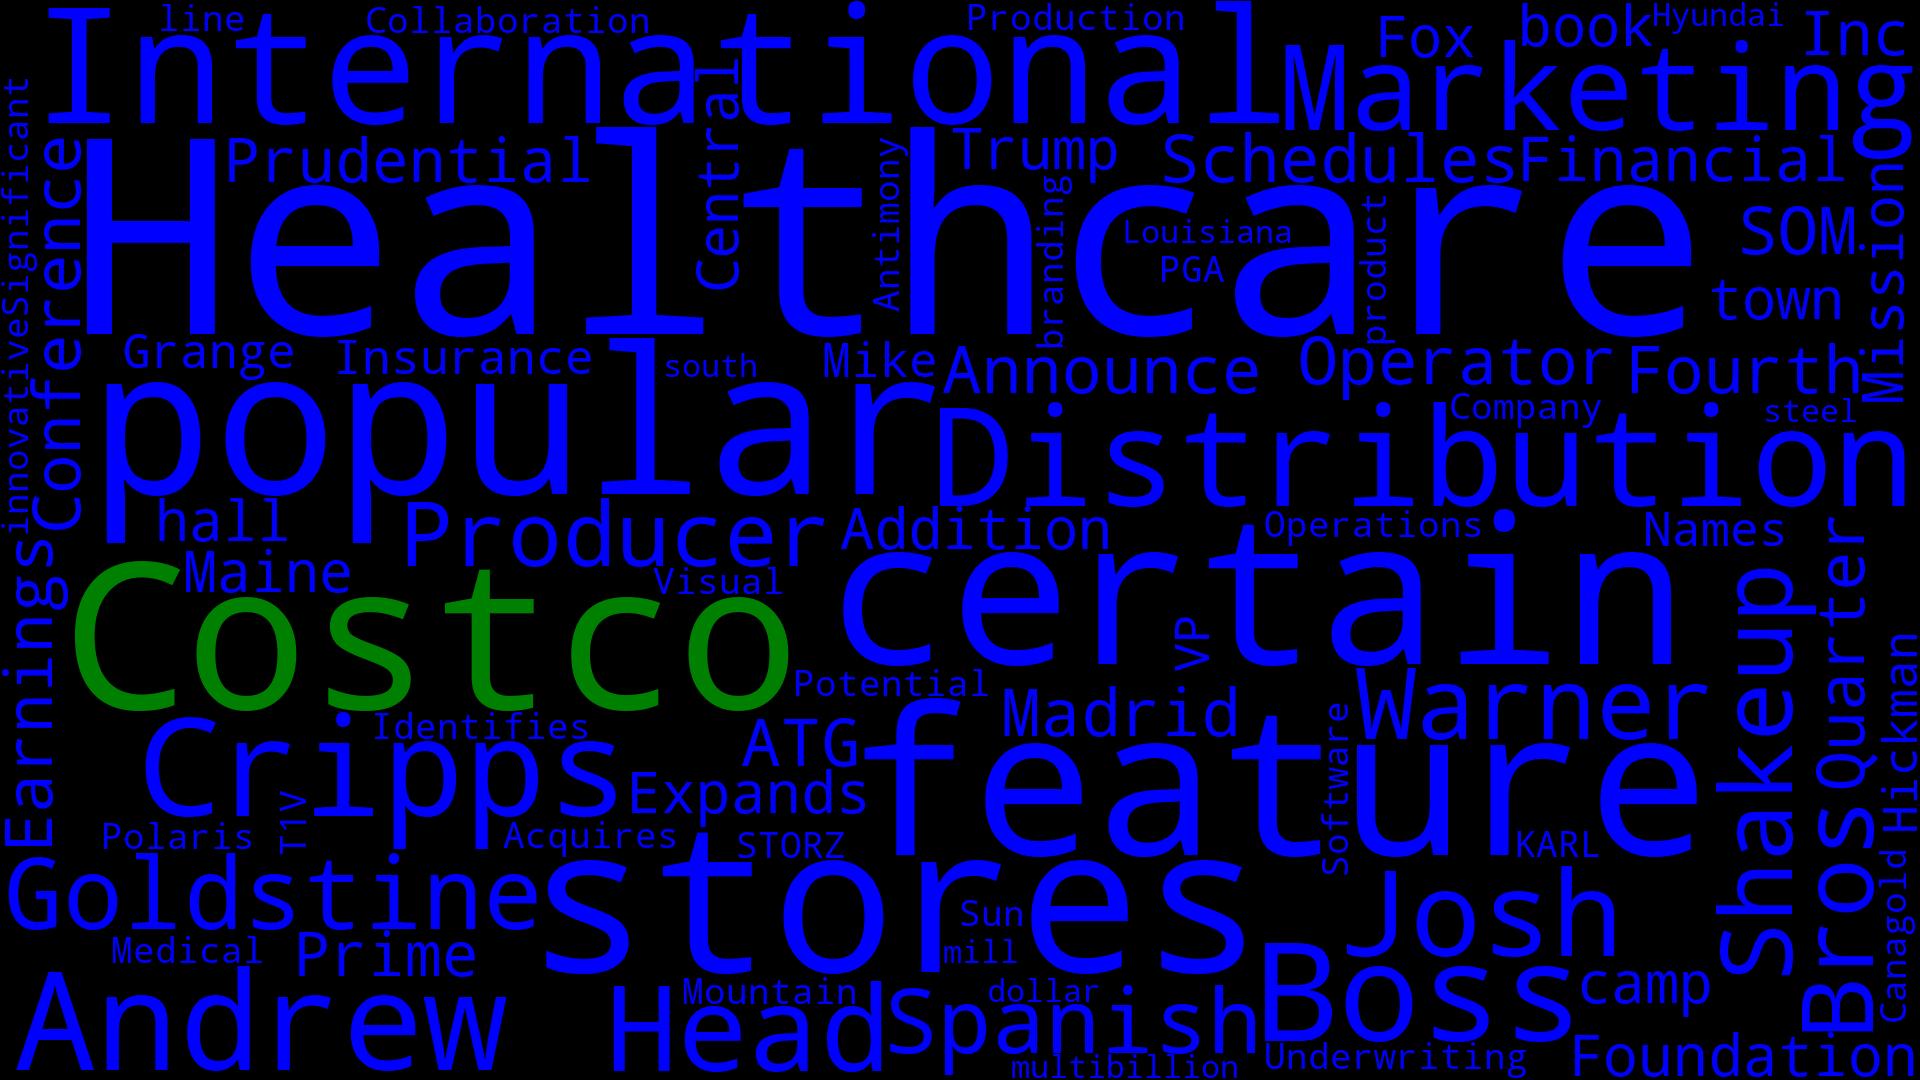 line
Collaboration
Production
Fox
book
Hyundai
Inc
International
Marketing
Significant
Conference
Prudential
Central
Antimony
Trump
branding
Schedules
Financial
Mission
Healthcare
Louisiana
PGA
product
SOM
town
innovative
Grange
Insurance
south
Mike
Announce
Operator
Fourth
popular
Company
steel
Distribution
hall
Producer
Addition
Operations
Names
Earnings
Maine
Visual
certain
Costco
VP
Shakeup
Quarter
Potential
Madrid
Warner
Hickman
Identifies
Cripps
ATG
Expands
feature
Software
T1V
Polaris
Acquires
STORZ
KARL
Bros
Goldstine
stores
Sun
mill
Josh
Canagold
Medical
Prime
Andrew
Head
Mountain
Spanish
dollar
Boss
camp
multibillion
Underwriting
Foundation